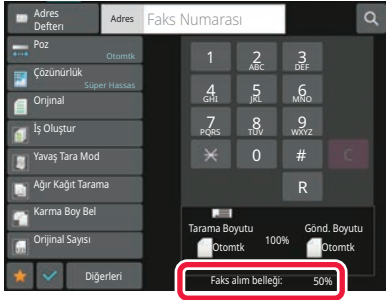 Adres
Defteri
Adres
Faks Numarası
Poz
Otomtk
Çözünürlük
Süper Hassas
Orijinal
İş Oluştur
Yavaş Tara Mod
Ağır Kağıt Tarama
Karma Boy Bel
Orijinal Sayısı
Diğerleri
1 2 3
ABC DEF
4 5 6
GHI JKL MNO
7 8 9
PQRS TUV WXYZ
0 # C
R
Tarama Boyutu
Otomtk
100%
Gönd. Boyutu
Otomtk
Faks alım belleği: 50%